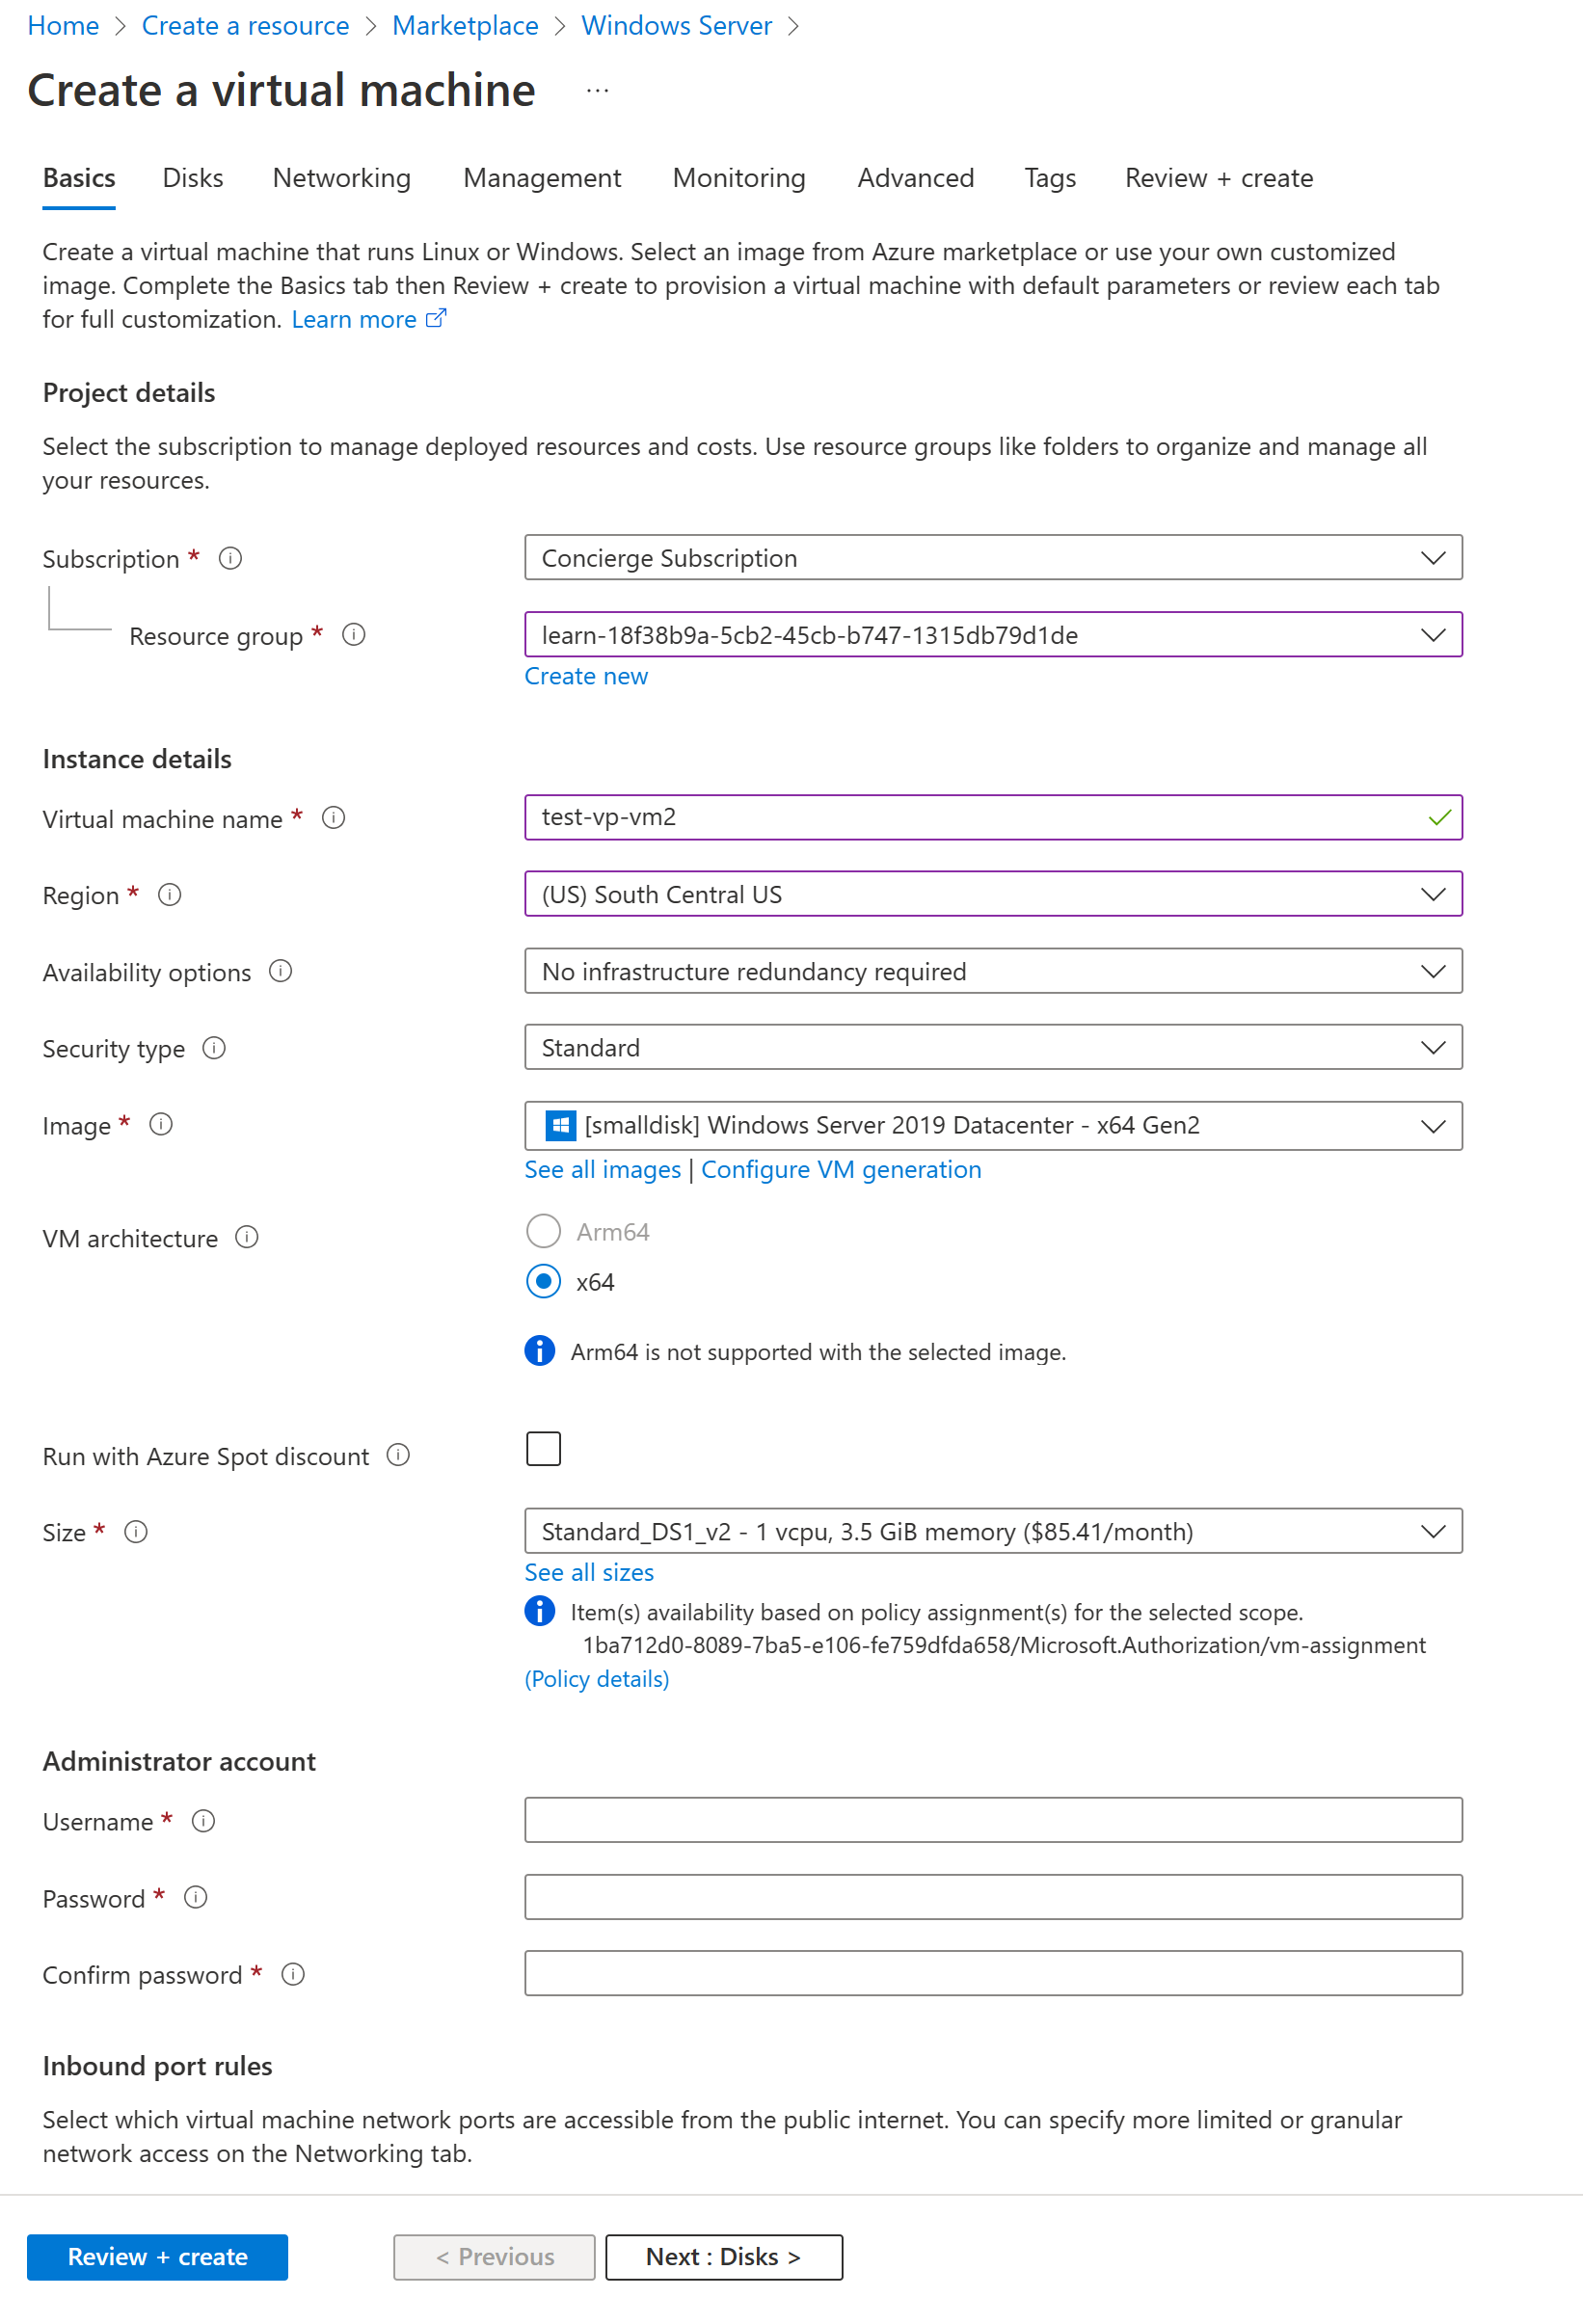 Home > Create a resource > Marketplace > Windows Server >
Create a virtual machine ...
Basics Disks Networking Management Monitoring Advanced Tags Review + create
Create a virtual machine that runs Linux or Windows. Select an image from Azure marketplace or use your own customized
image. Complete the Basics tab then Review + create to provision a virtual machine with default parameters or review each tab
for full customization. Learn more
Project details
Select the subscription to manage deployed resources and costs. Use resource groups like folders to organize and manage all
your resources.
Subscription * Concierge Subscription
Resource group * learn-18f38b9a-5cb2-45cb-b747-1315db79d1de
Create new
Instance details
Virtual machine name * test-vp-vm2
Region * (US) South Central US
Availability options No infrastructure redundancy required
Security type Standard
Image * [smalldisk] Windows Server 2019 Datacenter - x64 Gen2
See all images | Configure VM generation
VM architecture Arm64
x64
Arm64 is not supported with the selected image.
Run with Azure Spot discount
Size * Standard_DS1_v2 - 1 vcpu, 3.5 GiB memory ($85.41/month)
See all sizes
Item(s) availability based on policy assignment(s) for the selected scope.
1ba712d0-8089-7ba5-e106-fe759dfda658/Microsoft.Authorization/vm-assignment
(Policy details)
Administrator account
Username *
Password *
Confirm password *
Inbound port rules
Select which virtual machine network ports are accessible from the public internet. You can specify more limited or granular
network access on the Networking tab.
Review + create < Previous Next : Disks >